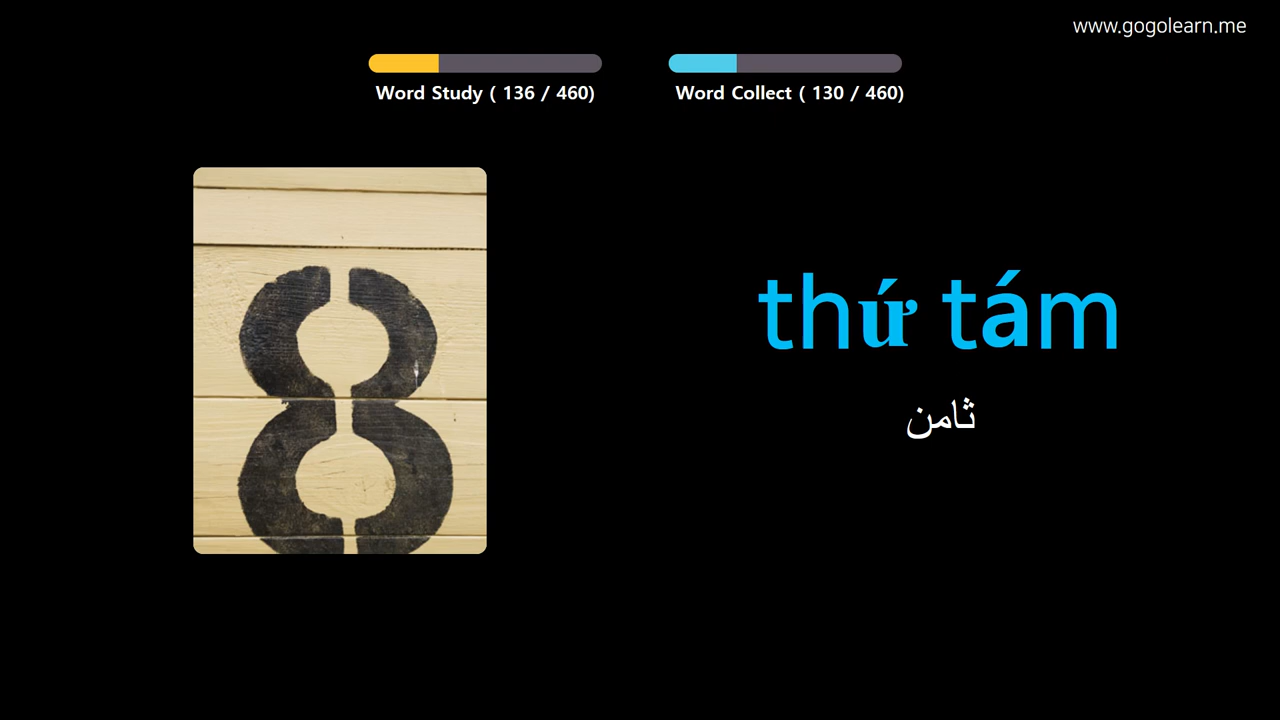 www.gogolearn.me
Word Study ( 136 / 460)
Word Collect ( 130 / 460)
8
thứ tám
ثامن